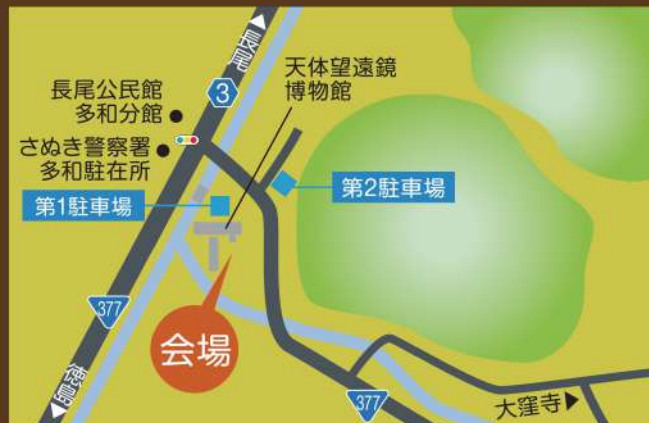 長尾
3
天体望遠鏡
博物館
長尾公民館
多和分館
さぬき警察署
多和駐在所
第1駐車場
第2駐車場
377
会場
徳島
377
大窪寺